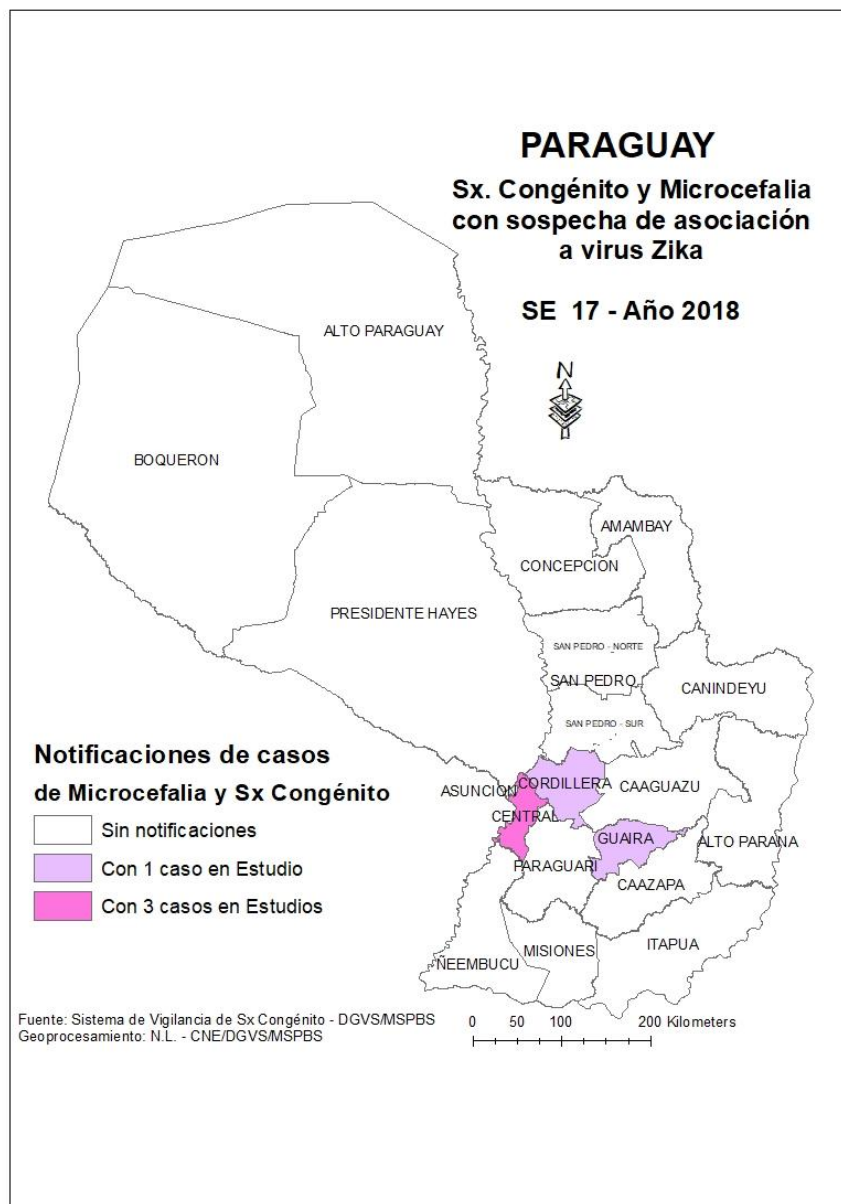 PARAGUAY
Sx. Congénito y Microcefalia
con sospecha de asociación
a virus Zika
SE 17 - Año 2018
N
ALTO PARAGUAY
BOQUERON
AMAMBAY
CONCEPCION
PRESIDENTE HAYES
SAN PEDRO - NORTE
SAN PEDRO
CANINDEYU
SAN PEDRO - SUR
Notificaciones de casos
de Microcefalia y Sx Congénito
Sin notificaciones
Con 1 caso en Estudio
Con 3 casos en Estudios
ASUNCION
CORDILLERA
CAAGUAZU
CENTRAL
GUAIRA
ALTO PARANA
PARAGUARI
CAAZAPA
ÑEEMBUCU
MISIONES
ITAPUA
Fuente: Sistema de Vigilancia de Sx Congénito - DGVS/MSPBS
Geoprocesamiento: N.L. - CNE/DGVS/MSPBS
0 50 100 200 Kilometers